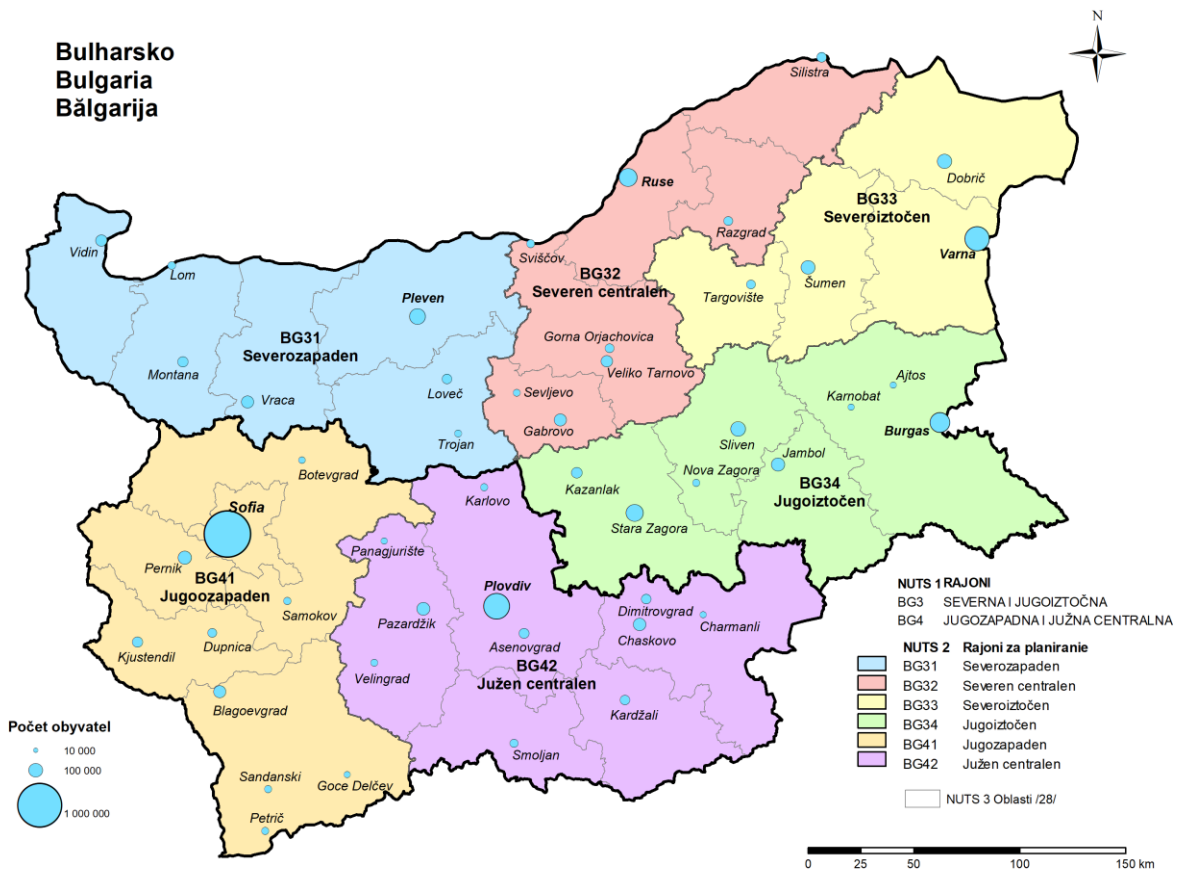 Bulharsko
Bulgaria
Bălgarija
N
Silistra
Dobrič
Ruse
BG33
Severoiztočen
Razgrad
Varna
Vidin
Lom
Sviščov
BG32
Severen centralen
Šumen
Targovište
Pleven
BG31
Severozapaden
Gorna Orjachovica
Veliko Tarnovo
Montana
Loveč
Sevljevo
Vraca
Gabrovo
Trojan
Ajtos
Karnobat
Burgas
Sliven
Jambol
Nova Zagora
BG34
Jugoiztočen
Kazanlak
Stara Zagora
Botevgrad
Sofia
Karlovo
Panagjurište
Pernik
BG41
Jugoozapaden
Samokov
Plovdiv
Pazardžik
Asenovgrad
BG42
Južen centralen
Dimitrovgrad
Chaskovo
Charmanli
Kjustendil
Dupnica
Velingrad
Blagoevgrad
Kardžali
Smoljan
Sandanski
Goce Delčev
Petrič
Počet obyvatel
10 000
100 000
1 000 000
NUTS 1 RAJONI
BG3 SEVERNA I JUGOIZTOČNA
BG4 JUGOZAPADNA I JUŽNA CENTRALNA
NUTS 2 Rajoni za planiranie
BG31 Severozapaden
BG32 Severen centralen
BG33 Severoiztočen
BG34 Jugoiztočen
BG41 Jugozapaden
BG42 Južen centralen
NUTS 3 Oblasti /28/
0 25 50 100 150 km